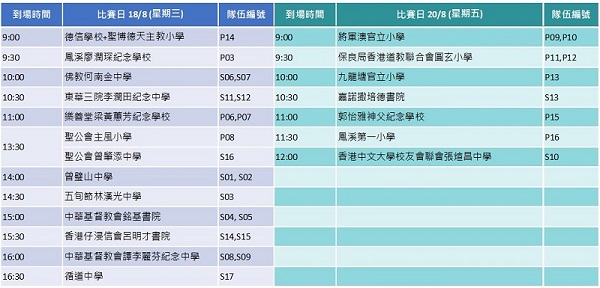 到場時間 比賽日 18/8 (星期三) 隊伍編號 到場時間 比賽日 20/8 (星期五) 隊伍編號
9:00 德信學校+聖博德天主教小學 P14 9:00 將軍澳官立小學 P09,P10
9:30 鳳溪廖潤琛紀念學校 P03 9:30 保良局香港道教聯合會圓玄小學 P11,P12
10:00 佛教何南金中學 S06,S07 10:00 九龍塘官立小學 P13
10:30 東華三院李潤田紀念中學 S11,S12 10:30 嘉諾撒培德書院 S13
11:00 樂善堂梁黃蕙芳紀念學校 P06,P07 11:00 郭怡雅神父紀念學校 P15
13:30 聖公會主風小學 P08 11:30 鳳溪第一小學 P16
聖公會曾肇添中學 S16 12:00 香港中文大學校友會聯會張煊昌中學 S10
14:00 曾璧山中學 S01, S02
14:30 五旬節林漢光中學 S03
15:00 中華基督教會銘基書院 S04, S05
15:30 香港仔浸信會呂明才書院 S14,S15
16:00 中華基督教會譚李麗芬紀念中學 S08,S09
16:30 循道中學 S17